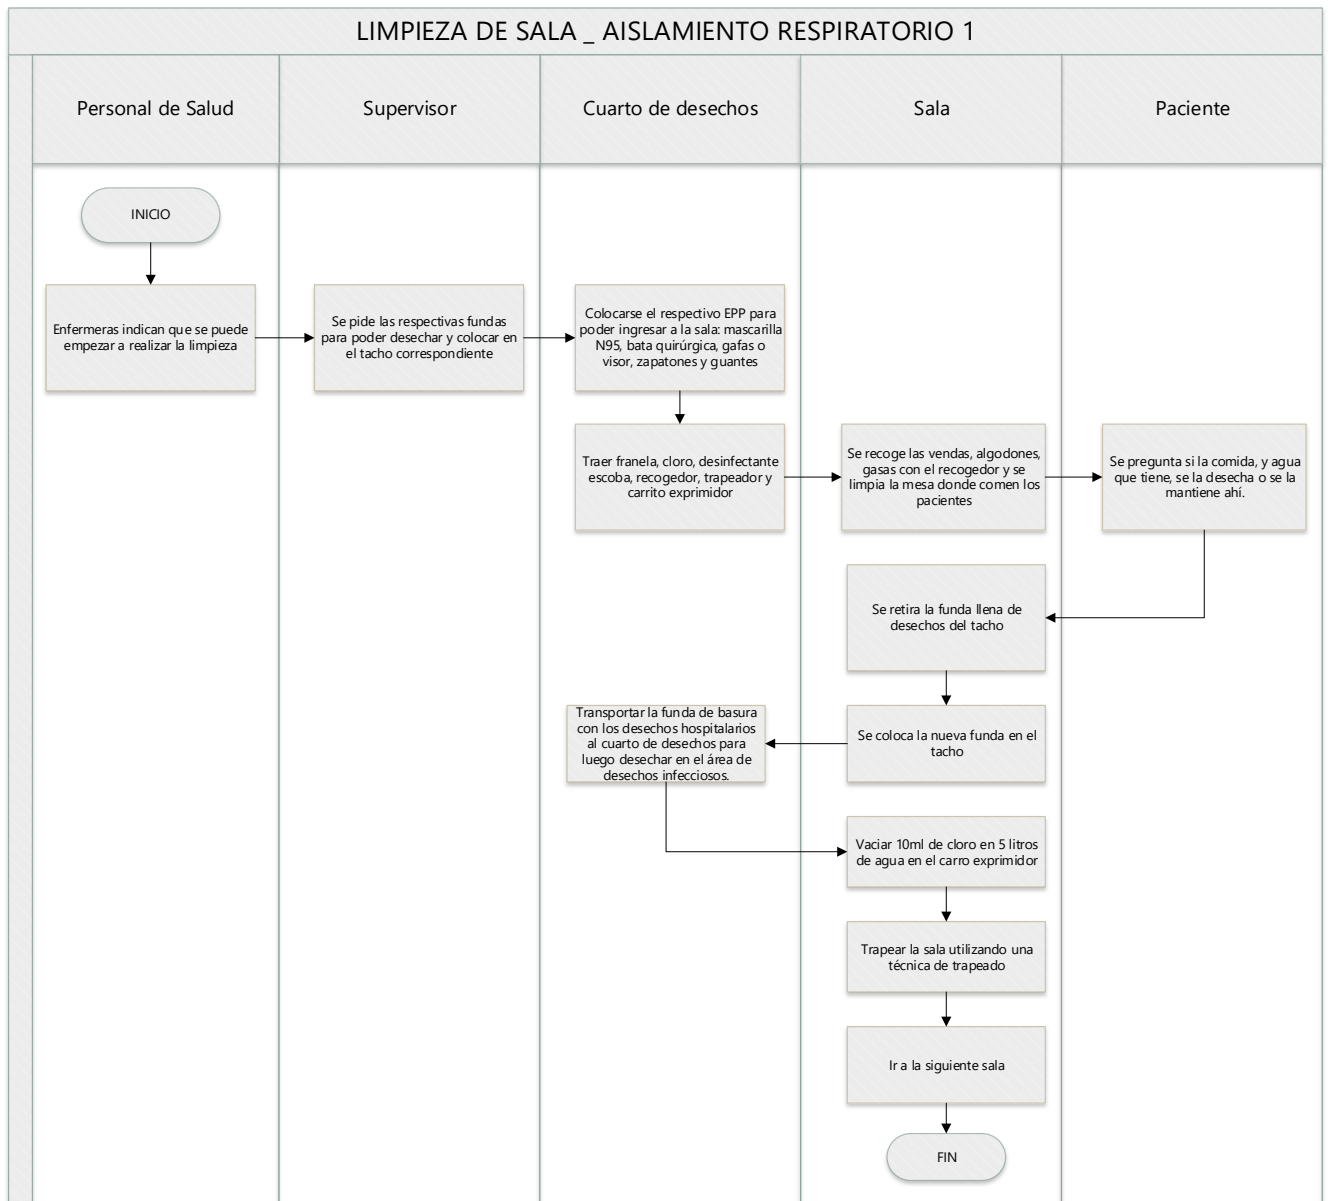 LIMPIEZA DE SALA _ AISLAMIENTO RESPIRATORIO 1
Personal de Salud
Supervisor
Cuarto de desechos
Sala
Paciente
INICIO
Enfermeras indican que se puede
empezar a realizar la limpieza
Se pide las respectivas fundas
para poder desechar y colocar en
el tacho correspondiente
Colocarse el respectivo EPP para
poder ingresar a la sala: mascarilla
N95, bata quirúrgica, gafas o
visor, zapatones y guantes
Traer franela, cloro, desinfectante
escoba, recogedor, trapeador y
carrito exprimidor
Se recoge las vendas, algodones,
gasas con el recogedor y se
limpia la mesa donde comen los
pacientes
Se pregunta si la comida, y agua
que tiene, se la desecha o se la
mantiene ahí.
Se retira la funda llena de
desechos del tacho
Se coloca la nueva funda en el
tacho
Transportar la funda de basura
con los desechos hospitalarios
al cuarto de desechos para
luego desechar en el área de
desechos infecciosos.
Vaciar 10ml de cloro en 5 litros
de agua en el carro exprimidor
Trapear la sala utilizando una
técnica de trapeado
Ir a la siguiente sala
FIN